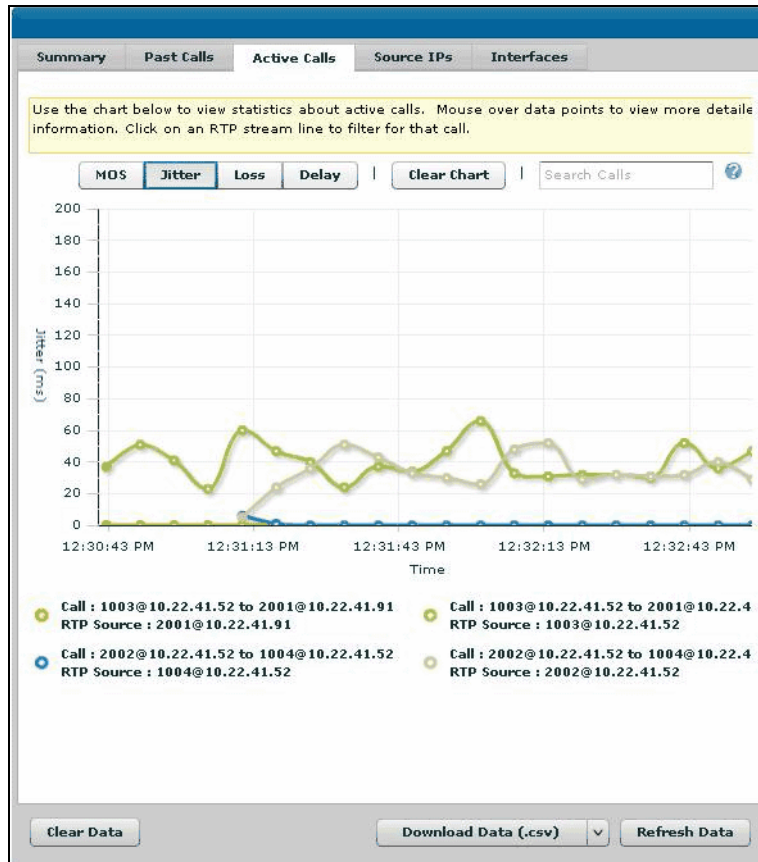 Summary Past Calls Active Calls Source IPs Interfaces
Use the chart below to view statistics about active calls. Mouse over data points to view more detaile
information. Click on an RTP stream line to filter for that call.
MOS Jitter Loss Delay | Clear Chart | Search Calls ?
200
180
160
140
120
100
80
60
40
20
0
Jitter (ms)
12:30:43 PM 12:31:13 PM 12:31:43 PM 12:32:13 PM 12:32:43 PM
Time
Call : 1003@10.22.41.52 to 2001@10.22.41.91
RTP Source : 2001@10.22.41.91
Call : 1003@10.22.41.52 to 2001@10.22.4
RTP Source : 1003@10.22.41.52
Call : 2002@10.22.41.52 to 1004@10.22.41.52
RTP Source : 1004@10.22.41.52
Call : 2002@10.22.41.52 to 1004@10.22.4
RTP Source : 2002@10.22.41.52
Clear Data Download Data (.csv) Refresh Data